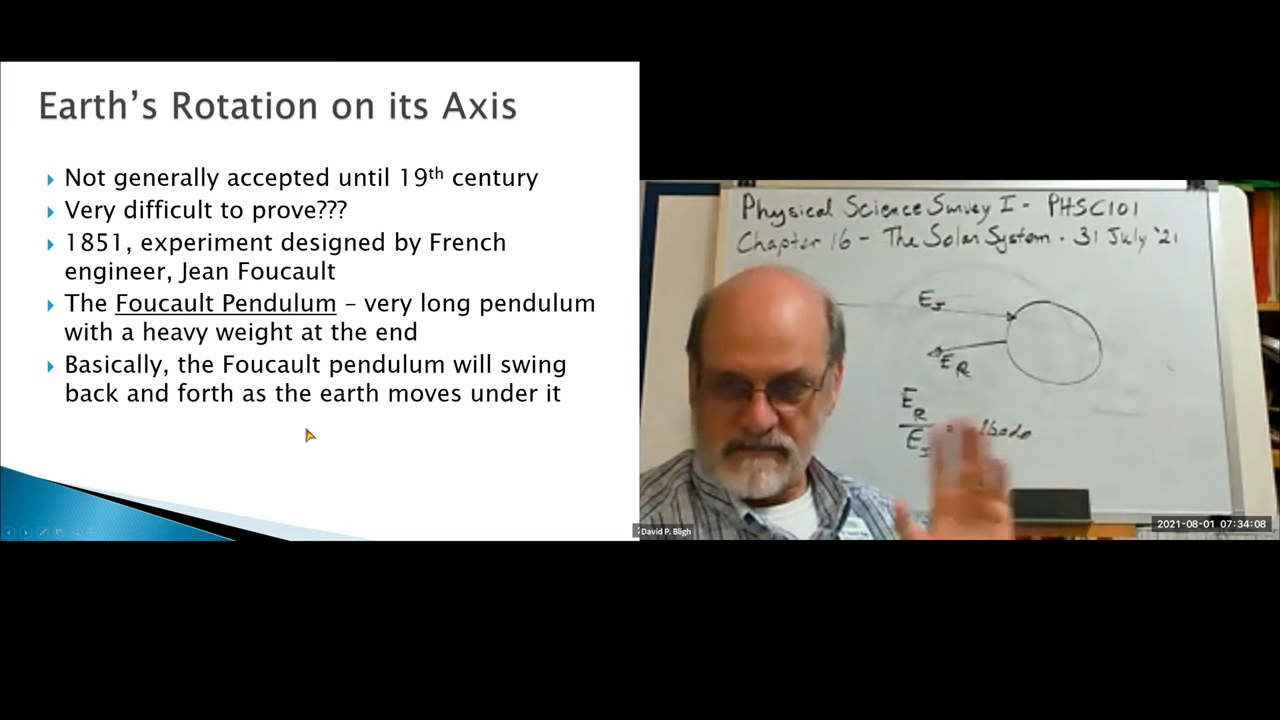 Earth's Rotation on its Axis
Not generally accepted until 19th century
Very difficult to prove???
1851, experiment designed by French
engineer, Jean Foucault
The Foucault Pendulum – very long pendulum
with a heavy weight at the end
Basically, the Foucault pendulum will swing
back and forth as the earth moves under it
Physical Science Survey I - PHSC101
Chapter 16 - The Solar System - 31 July '21
E_I
E_R
E_R
E_I =
David P. Bligh
2021-08-01 07:34:08